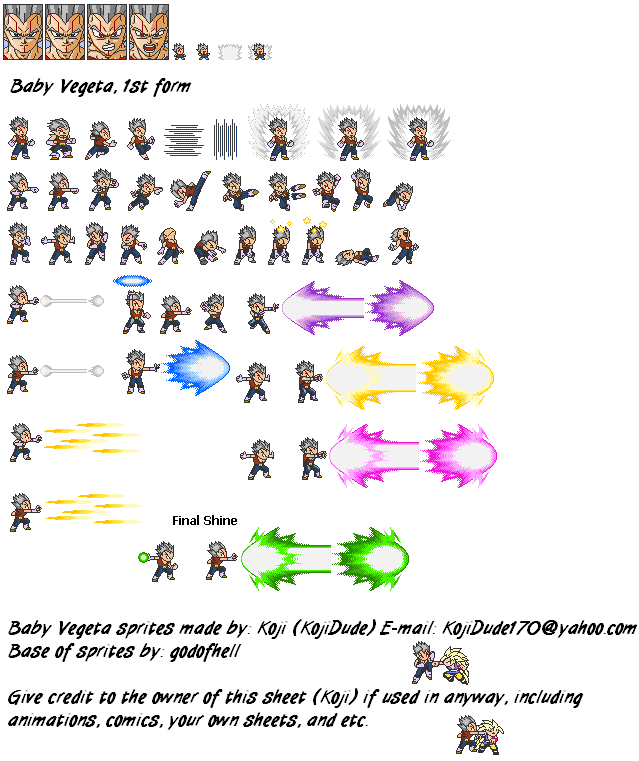 Baby Vegeta, 1st form
Final Shine
Baby Vegeta sprites made by: Koji (KojiDude) E-mail: KojiDude170@yahoo.com
Base of sprites by: godofhell
Give credit to the owner of this sheet (Koji) if used in anyway, including
animations, comics, your own sheets, and etc.